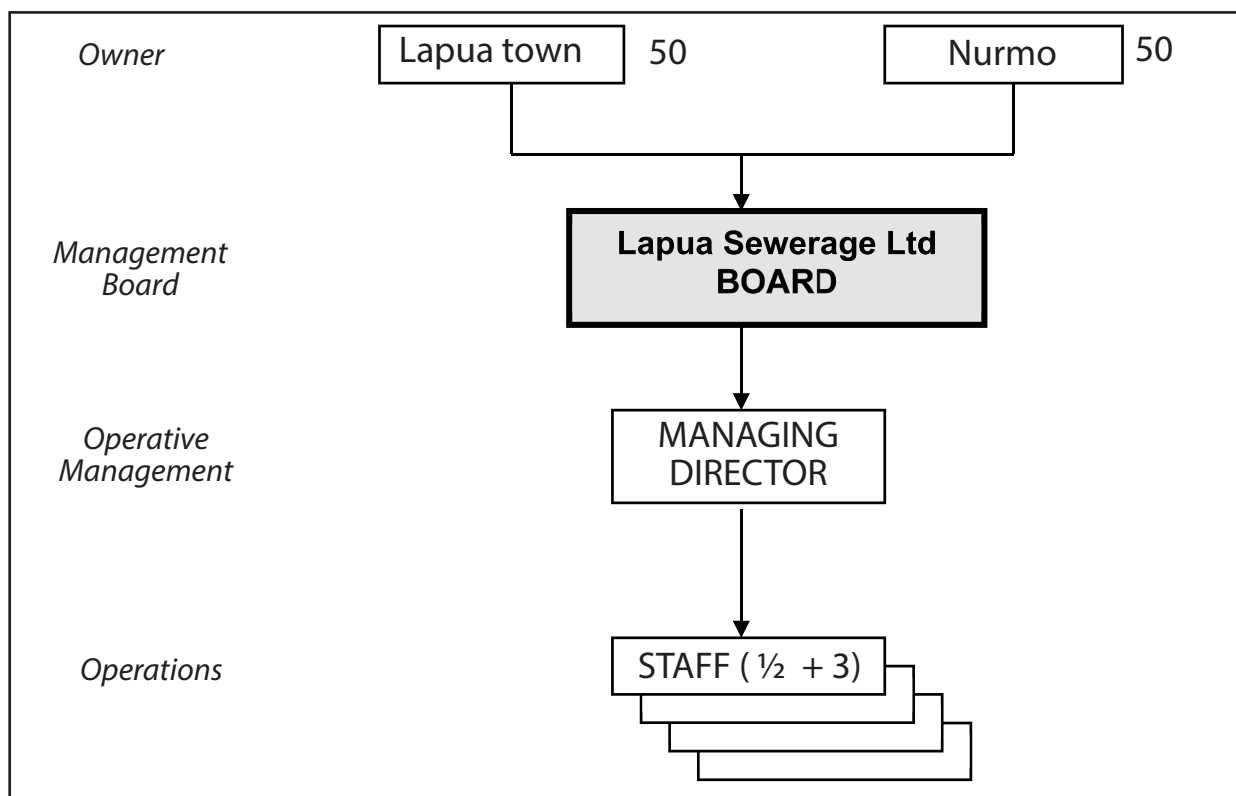 Owner
Lapua town
50
Nurmo
50
Management
Board
Lapua Sewerage Ltd
BOARD
Operative
Management
MANAGING
DIRECTOR
Operations
STAFF ( ½ + 3)